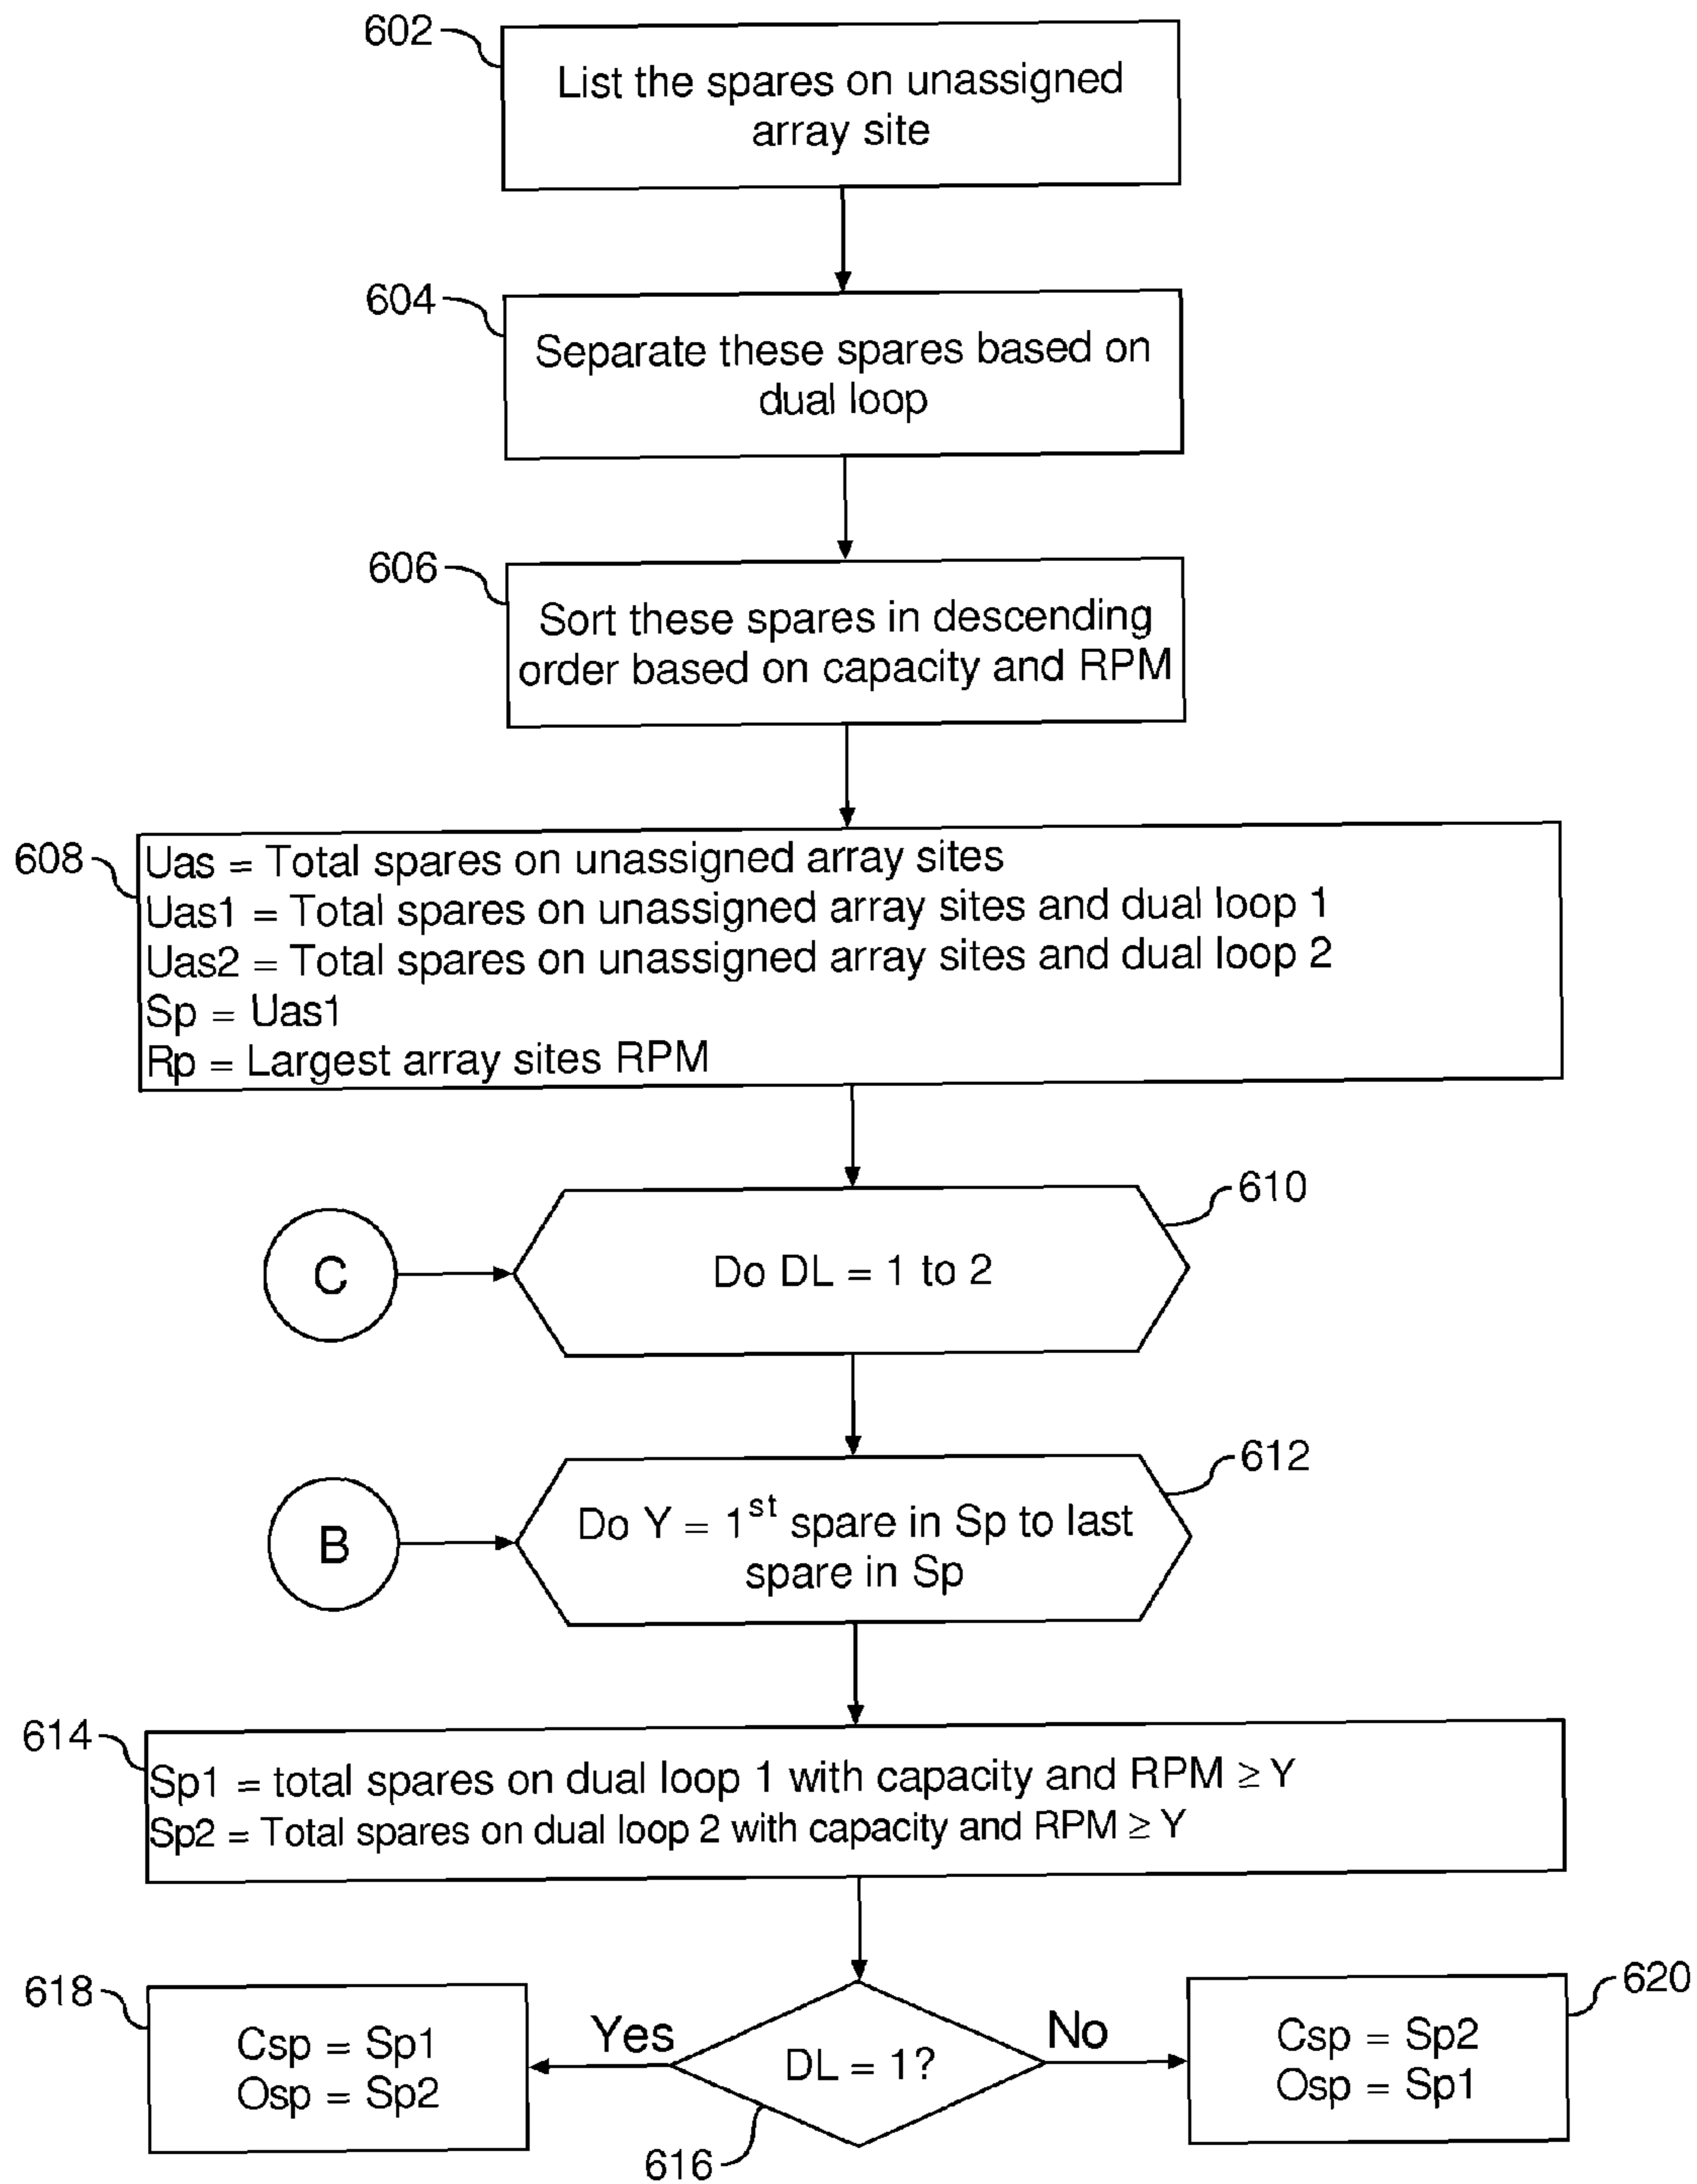 602
List the spares on unassigned
array site
604
Separate these spares based on
dual loop
606
Sort these spares in descending
order based on capacity and RPM
608
Uas = Total spares on unassigned array sites
Uas1 = Total spares on unassigned array sites and dual loop 1
Uas2 = Total spares on unassigned array sites and dual loop 2
Sp = Uas1
Rp = Largest array sites RPM
610
C
Do DL = 1 to 2
612
B
Do Y = 1st spare in Sp to last
spare in Sp
614
Sp1 = total spares on dual loop 1 with capacity and RPM ≥ Y
Sp2 = Total spares on dual loop 2 with capacity and RPM ≥ Y
618
Csp = Sp1
Osp = Sp2
Yes
DL = 1?
616
No
620
Csp = Sp2
Osp = Sp1